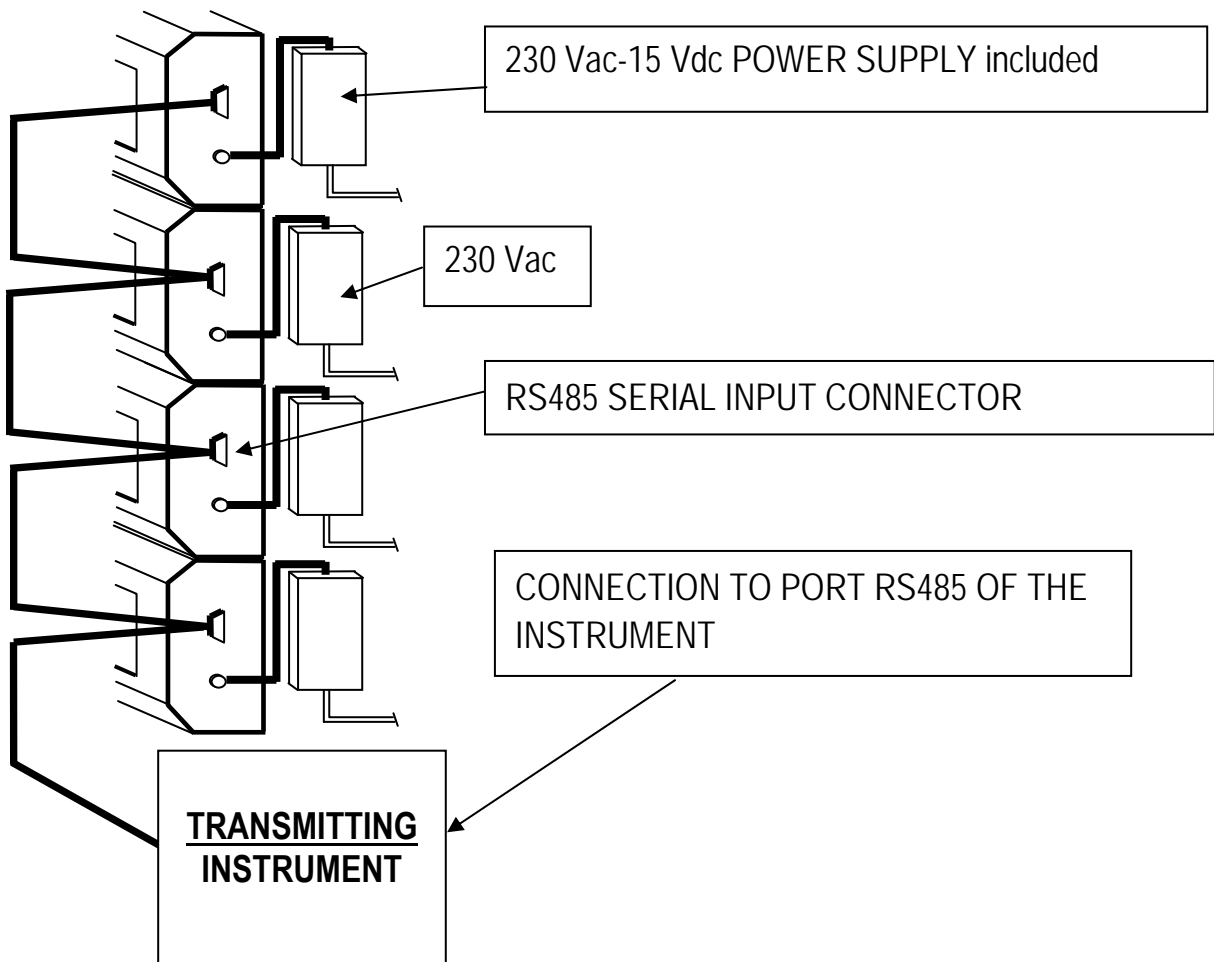 230 Vac-15 Vdc POWER SUPPLY included
230 Vac
RS485 SERIAL INPUT CONNECTOR
CONNECTION TO PORT RS485 OF THE
INSTRUMENT
TRANSMITTING
INSTRUMENT